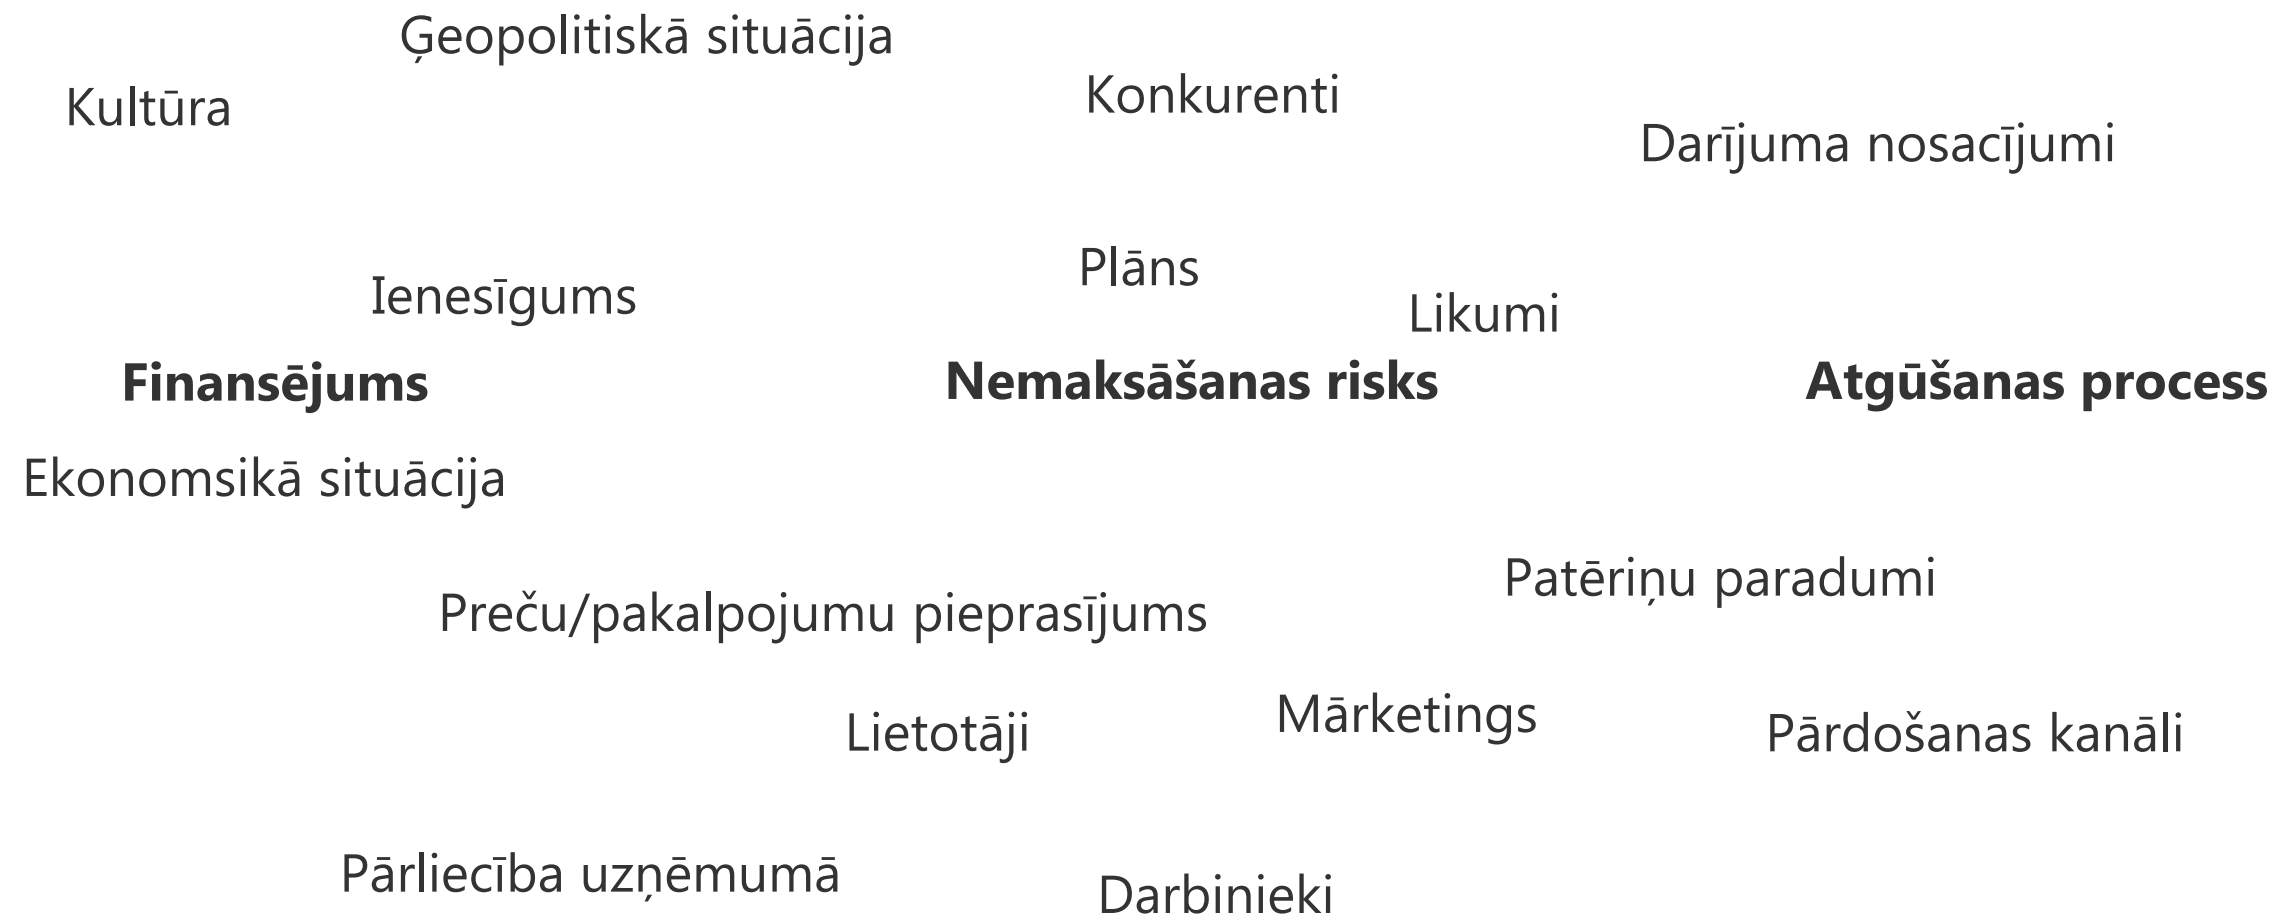 Ģeopolitiskā situācija
Kultūra
Konkurenti
Darījuma nosacījumi
Plāns
Ienesīgums
Likumi
Finansējums
Nemaksāšanas risks
Atgūšanas process
Ekonomsikā situācija
Patēriņu paradumi
Preču/pakalpojumu pieprasījums
Mārketings
Lietotāji
Pārdošanas kanāli
Pārliecība uzņēmumā
Darbinieki